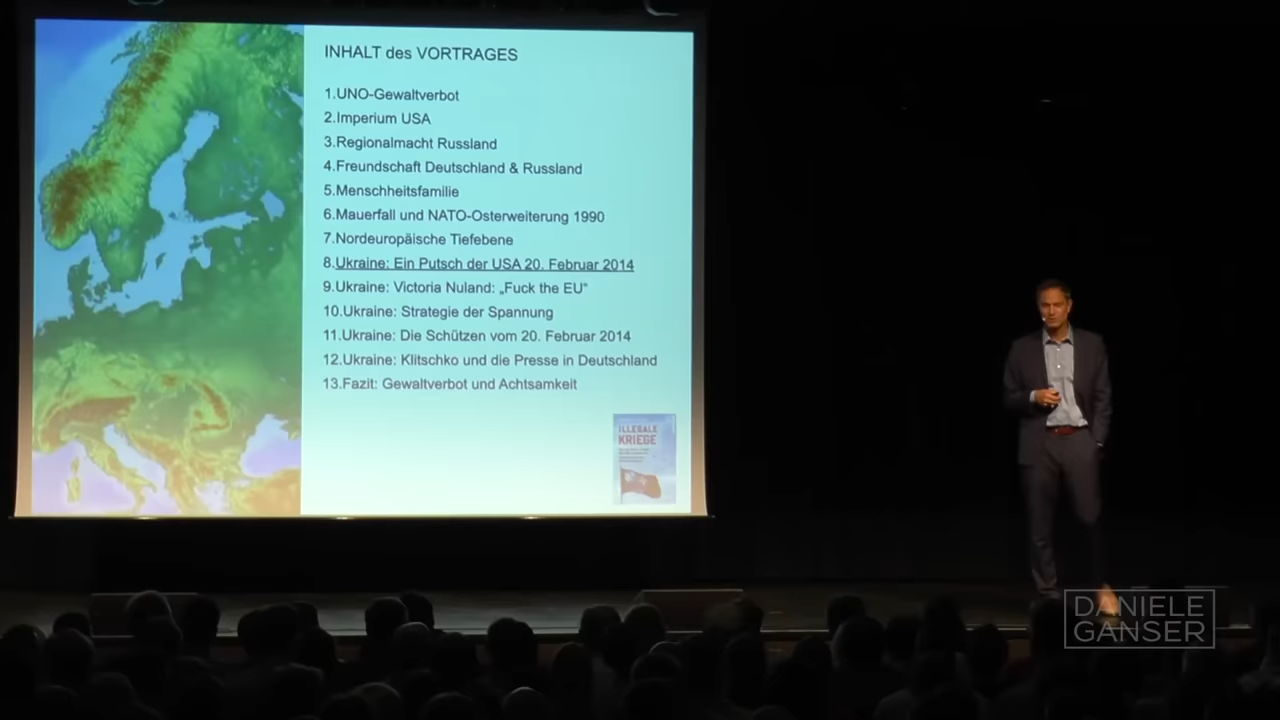 INHALT des VORTRAGES
1.UNO-Gewaltverbot
2.Imperium USA
3.Regionalmacht Russland
4.Freundschaft Deutschland & Russland
5.Menschheitsfamilie
6.Mauerfall und NATO-Osterweiterung 1990
7.Nordeuropäische Tiefebene
8.Ukraine: Ein Putsch der USA 20. Februar 2014
9.Ukraine: Victoria Nuland: „Fuck the EU“
10.Ukraine: Strategie der Spannung
11.Ukraine: Die Schützen vom 20. Februar 2014
12.Ukraine: Klitschko und die Presse in Deutschland
13.Fazit: Gewaltverbot und Achtsamkeit
ILLEGALE
KRIEGE
DANIELE
GANSER